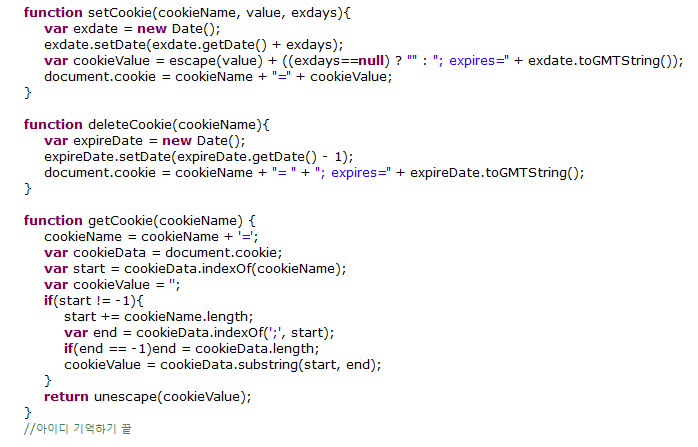 function setCookie(cookieName, value, exdays){
var exdate = new Date();
exdate.setDate(exdate.getDate() + exdays);
var cookieValue = escape(value) + ((exdays==null) ? "" : "; expires=" + exdate.toGMTString());
document.cookie = cookieName + "=" + cookieValue;
}
function deleteCookie(cookieName){
var expireDate = new Date();
expireDate.setDate(expireDate.getDate() - 1);
document.cookie = cookieName + "= " + "; expires=" + expireDate.toGMTString();
}
function getCookie(cookieName) {
cookieName = cookieName + '=';
var cookieData = document.cookie;
var start = cookieData.indexOf(cookieName);
var cookieValue = '';
if(start != -1){
start += cookieName.length;
var end = cookieData.indexOf(';', start);
if(end == -1)end = cookieData.length;
cookieValue = cookieData.substring(start, end);
}
return unescape(cookieValue);
}
//아이디 기억하기 끝